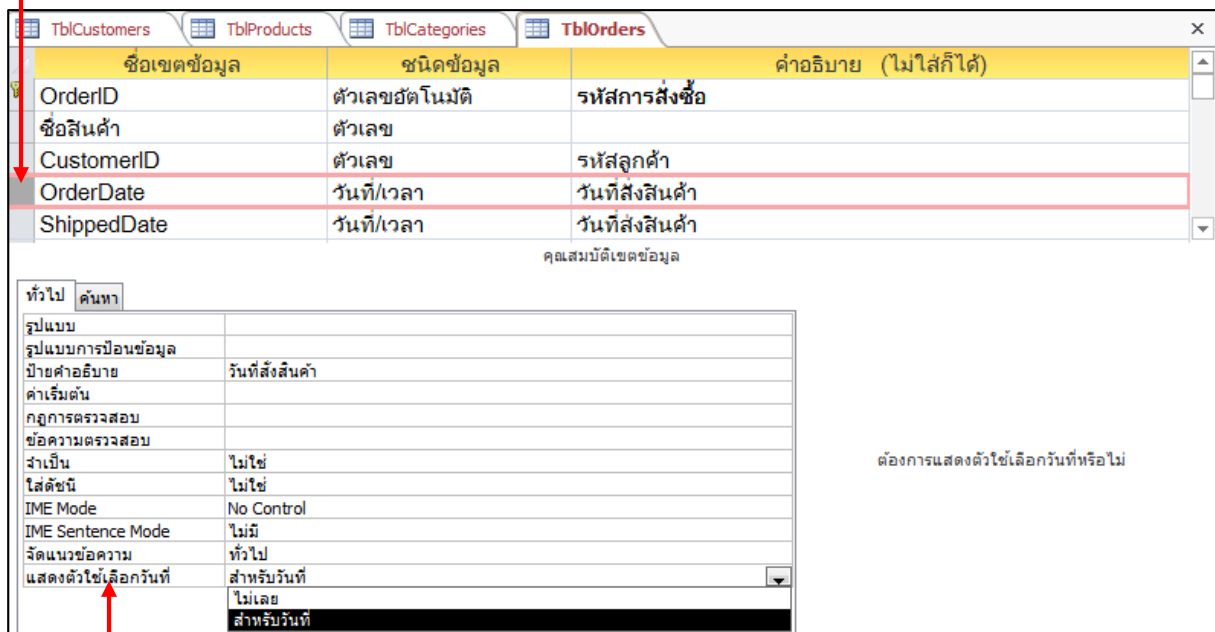 TblCustomers TblProducts TblCategories TblOrders
ชื่อเขตข้อมูล ชนิดข้อมูล คำอธิบาย (ไม่ใส่ก็ได้)
OrderID ตัวเลขอัตโนมัติ รหัสการสั่งซื้อ
ชื่อสินค้า ตัวเลข
CustomerID ตัวเลข รหัสลูกค้า
OrderDate วันที่/เวลา วันที่สั่งสินค้า
ShippedDate วันที่/เวลา วันที่ส่งสินค้า
คุณสมบัติเขตข้อมูล
ทั่วไป ค้นหา
รูปแบบ
รูปแบบการป้อนข้อมูล
ป้ายคำอธิบาย วันที่สั่งสินค้า
ค่าเริ่มต้น
กฎการตรวจสอบ
ข้อความตรวจสอบ
จำเป็น ไม่ใช่
ใส่ดัชนี ไม่ใช่
IME Mode No Control
IME Sentence Mode ไม่มี
จัดแนวข้อความ ทั่วไป
แสดงตัวใช้เลือกวันที่ สำหรับวันที่
ไม่เลย
สำหรับวันที่
ต้องการแสดงตัวใช้เลือกวันที่หรือไม่